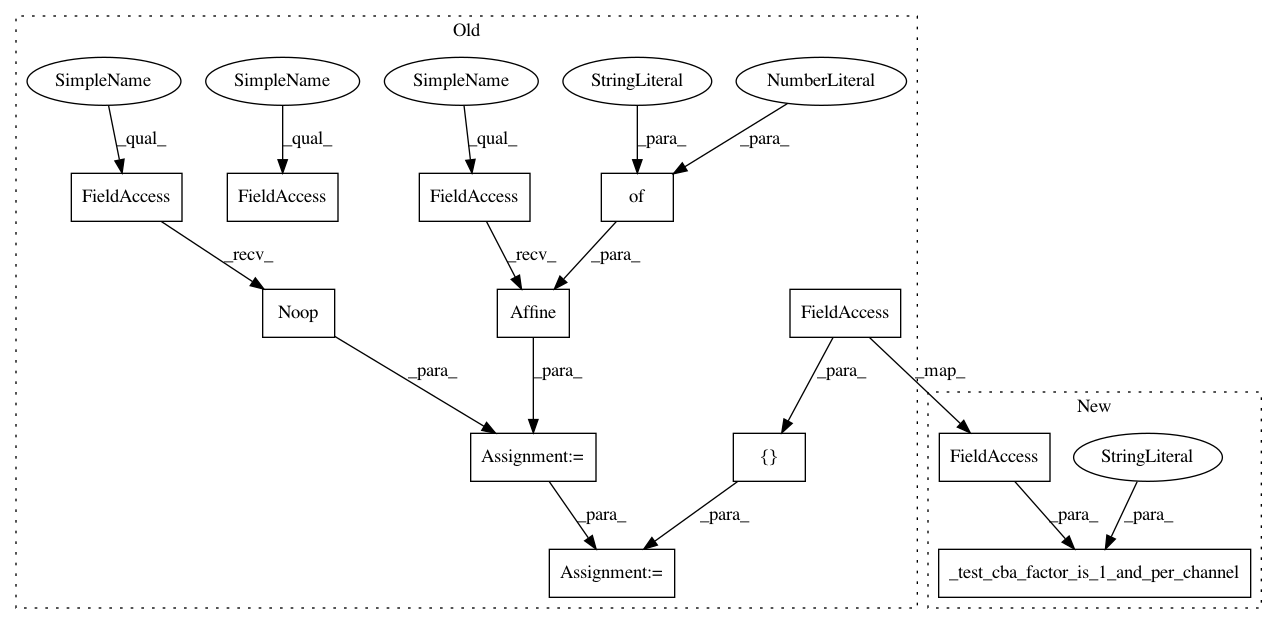 Old
SimpleName
SimpleName
SimpleName
StringLiteral
NumberLiteral
_qual_
_qual_
_qual_
_para_
_para_
FieldAccess
FieldAccess
FieldAccess
of
_recv_
_recv_
_para_
Noop
Affine
FieldAccess
_para_
_para_
_para_
_map_
New
Assignment:=
{}
FieldAccess
StringLiteral
_para_
_para_
_para_
_para_
Assignment:=
_test_cba_factor_is_1_and_per_channel